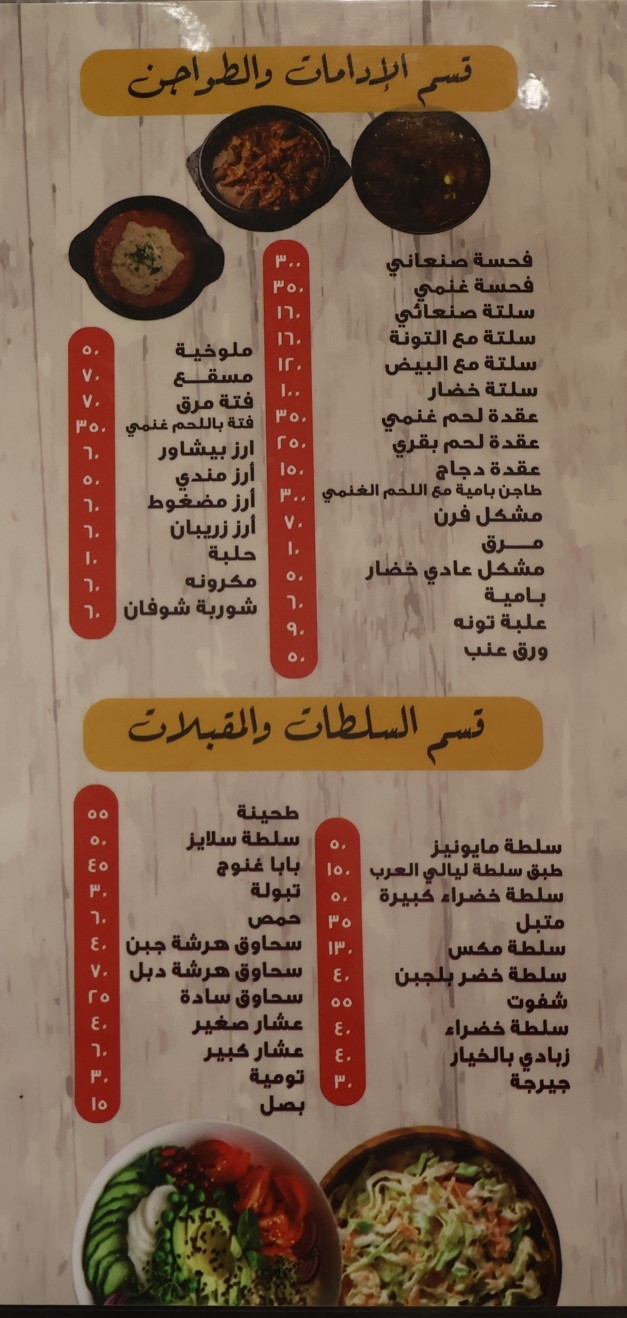 قسم الإدامات والطواجن
فحسة صنعاني ٣٠٠
فحسة غنمي ٣٥٠
سلتة صنعائي ١٦٠
سلتة مع التونة ١٦٠
سلتة مع البيض ١٢٠
سلتة خضار ١٠٠
عقدة لحم غنمي ٣٥٠
عقدة لحم بقري ٢٥٠
عقدة دجاج ١٥٠
طاجن بامية مع اللحم الغنمي ٣٠٠
مشكل فرن ٧٠
مرق ١٠
مشكل عادي خضار ٥٠
بامية ٦٠
علبة تونه ٩٠
ورق عنب ٥٠
ملوخية ٥٠
مسقع ٧٠
فتة مرق ٧٠
فتة باللحم غنمي ٣٥٠
ارز بيشاور ٦٠
أرز مندي ٥٠
أرز مضغوط ٦٠
أرز زربيان ٦٠
حلبة ١٠
مكرونه ٦٠
شوربة شوفان ٦٠
قسم السلطات والمقبلات
سلطة مايونيز ٥٠
طبق سلطة ليالي العرب ١٥٠
سلطة خضراء كبيرة ٥٠
متبل ٣٥
سلطة مكس ١٣٠
سلطة خضر بلجبن ٤٠
شفوت ٥٥
سلطة خضراء ٤٠
زبادي بالخيار ٤٠
جيرجة ٣٠
طحينة ٥٥
سلطة سلايز ٥٠
بابا غنوج ٤٥
تبولة ٣٠
حمص ٦٠
سحاوق هرشة جبن ٤٠
سحاوق هرشة دبل ٧٠
سحاوق سادة ٢٥
عشار صغير ٤٠
عشار كبير ٦٠
تومية ٣٠
بصل ١٥